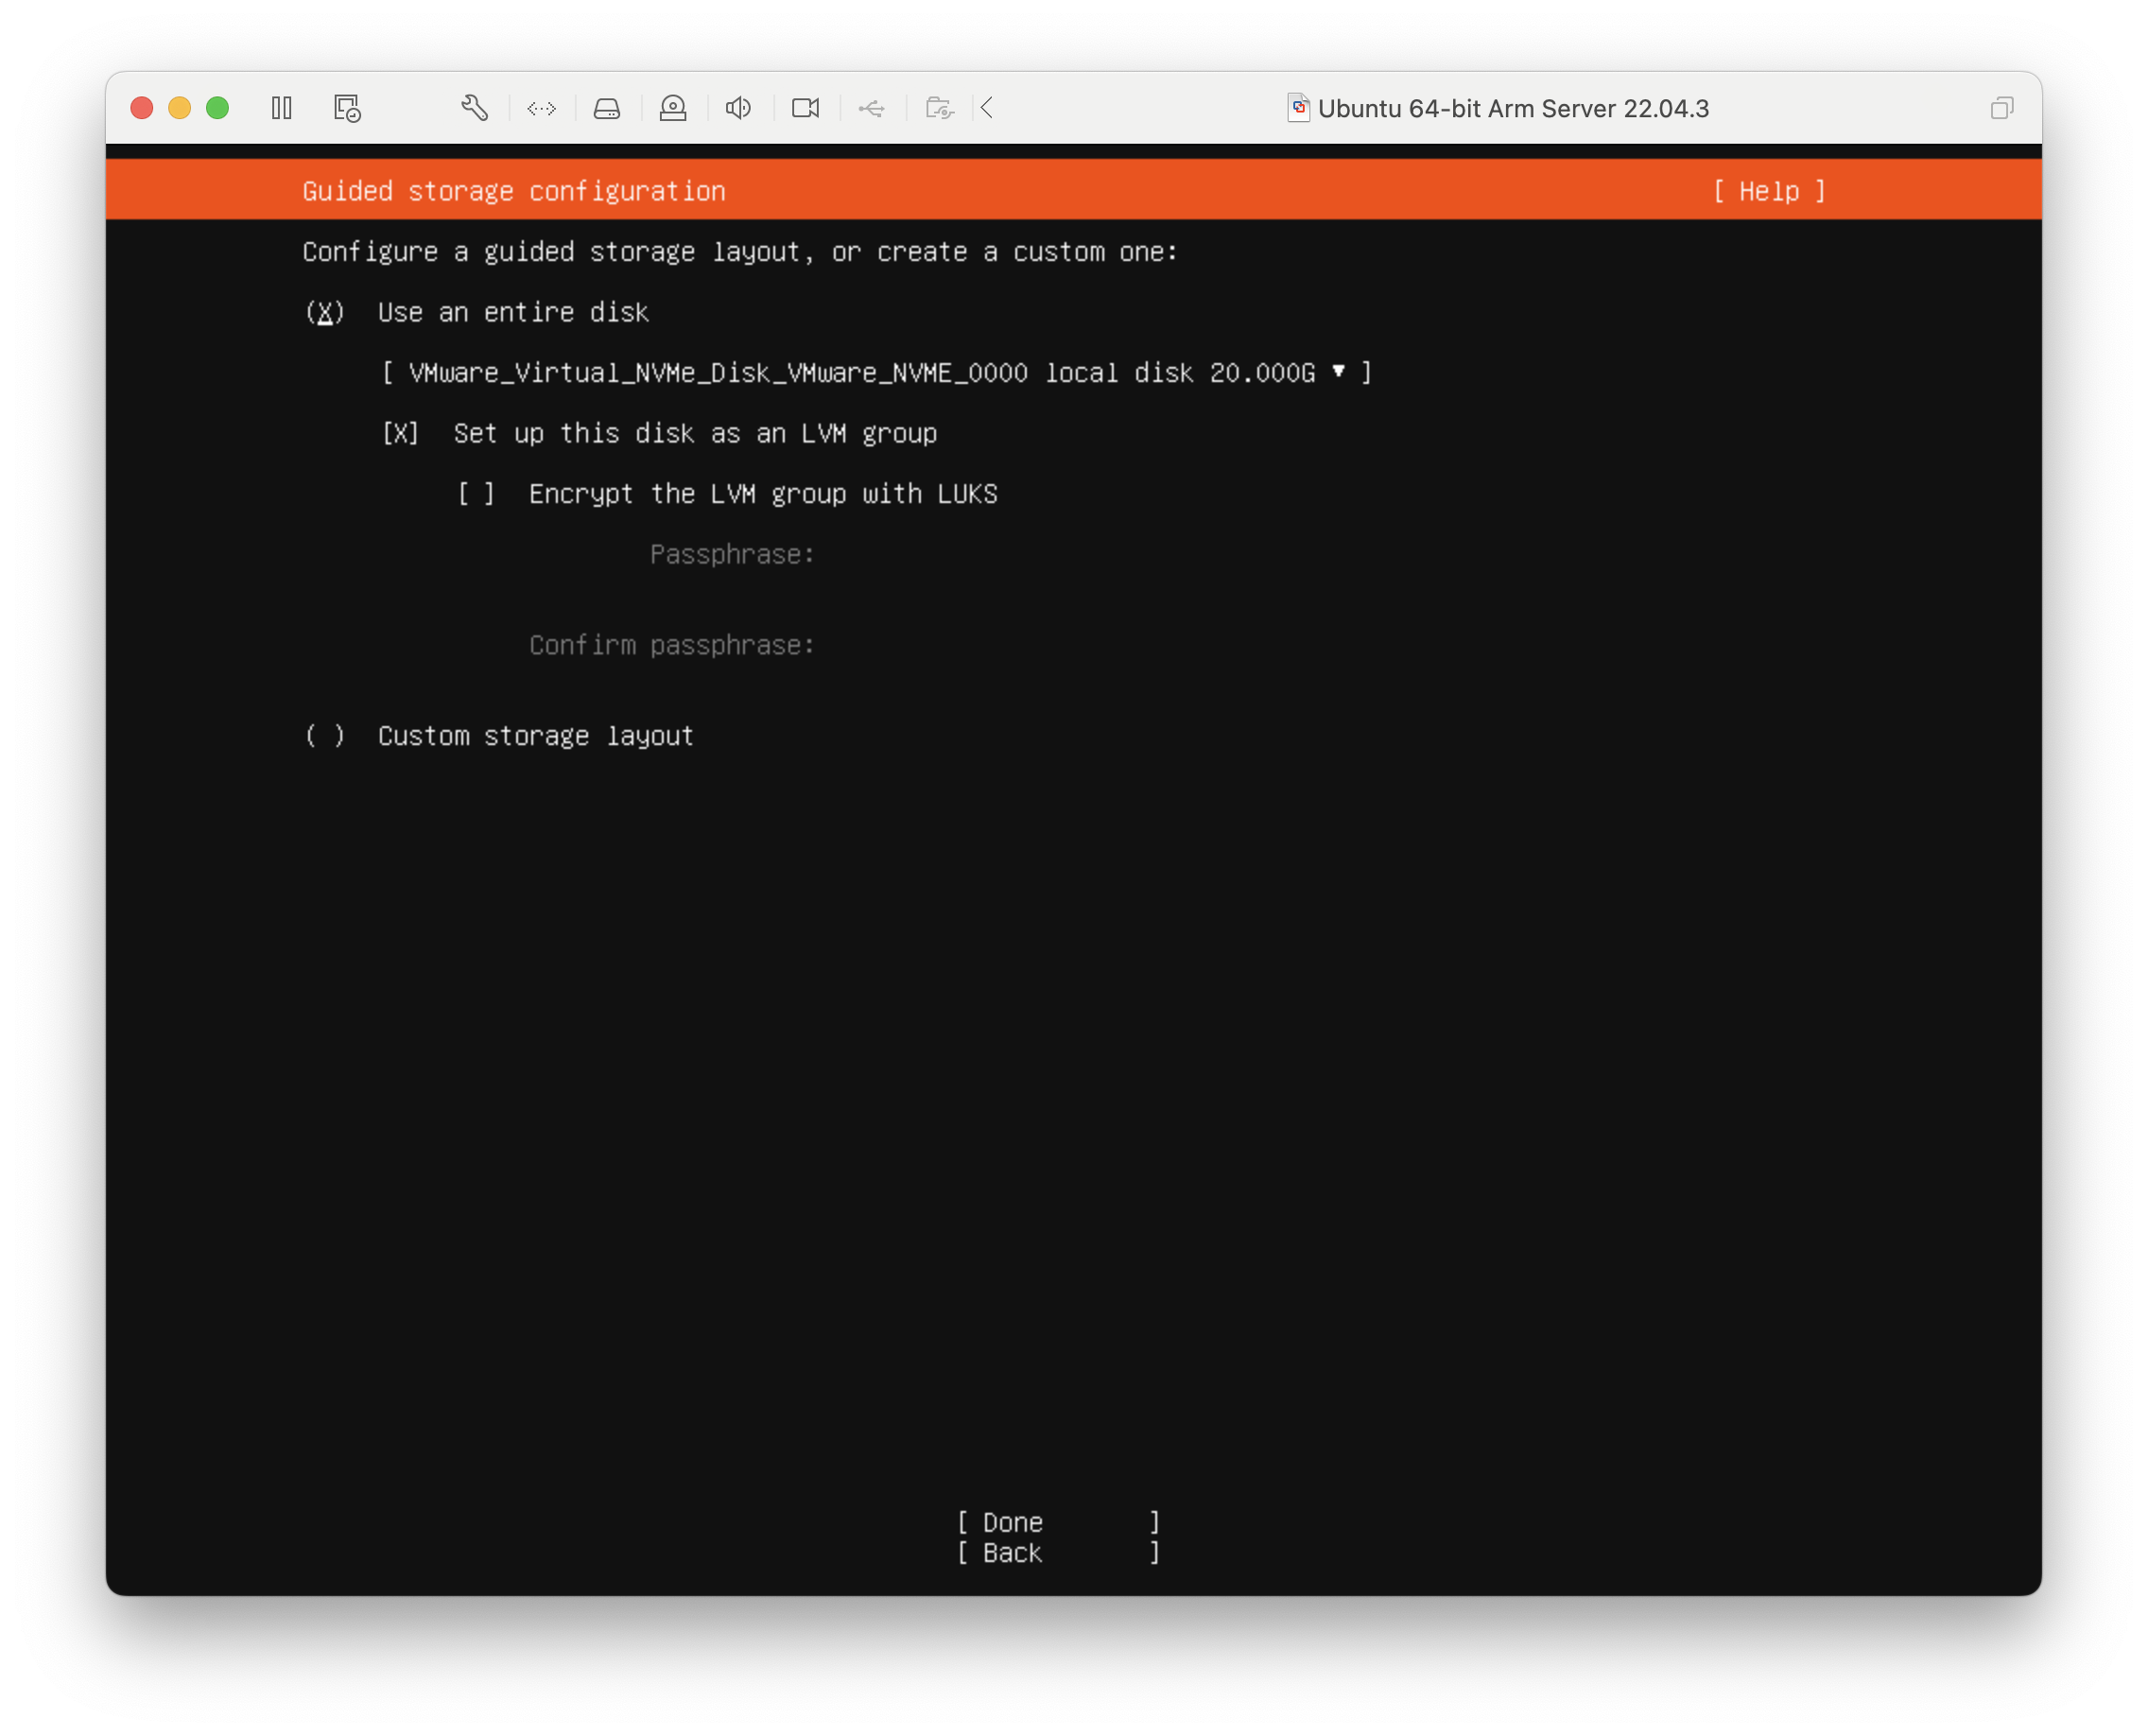 Ubuntu 64-bit Arm Server 22.04.3
Guided storage configuration [ Help ]
Configure a guided storage layout, or create a custom one:
(X) Use an entire disk
[ VMware_Virtual_NVMe_Disk_VMware_NVME_0000 local disk 20.000G ▾ ]
[X] Set up this disk as an LVM group
[ ] Encrypt the LVM group with LUKS
Passphrase:
Confirm passphrase:
( ) Custom storage layout
[ Done ]
[ Back ]